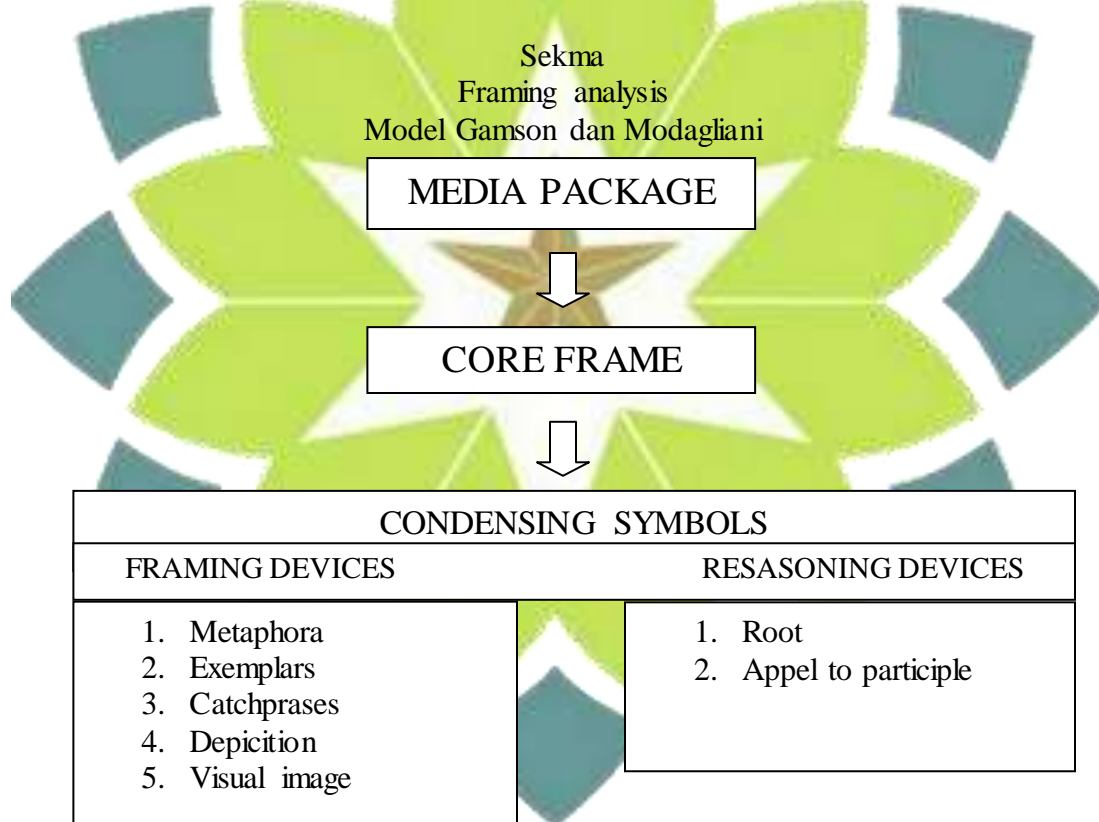 Sekma
Framing analysis
Model Gamson dan Modagliani
MEDIA PACKAGE
CORE FRAME
CONDENSING SYMBOLS
FRAMING DEVICES
RESASONING DEVICES
1. Metaphora
2. Exemplars
3. Catchprases
4. Depicition
5. Visual image
1. Root
2. Appel to participle